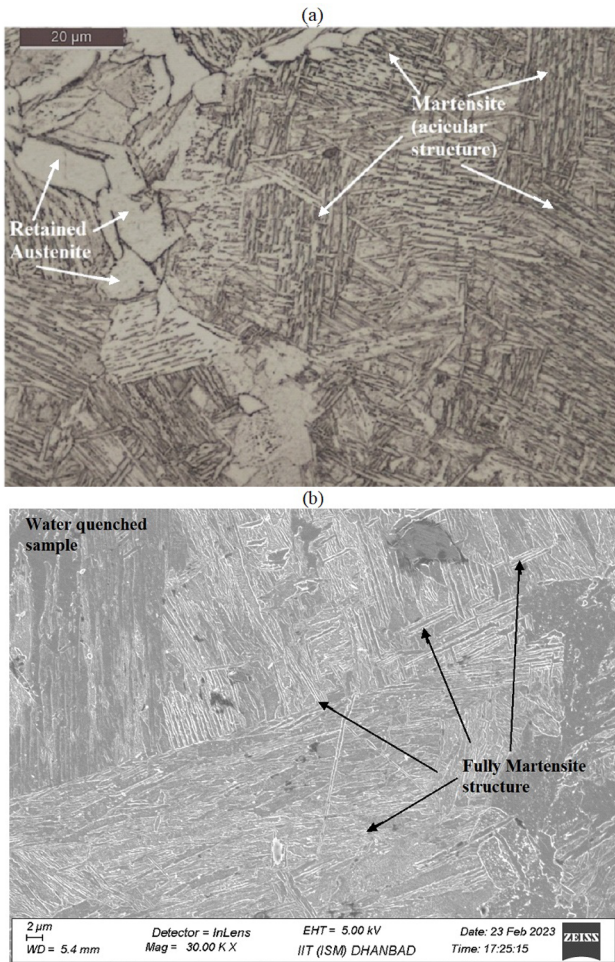 (a)
20 µm
Martensite
(acicular
structure)
Retained
Austenite
(b)
Water quenched
sample
Fully Martensite
structure
2 µm
WD = 5.4 mm
Detector = InLens
Mag = 30.00 K X
EHT = 5.00 kV
IIT (ISM) DHANBAD
Date: 23 Feb 2023
Time: 17:25:15
ZEISS